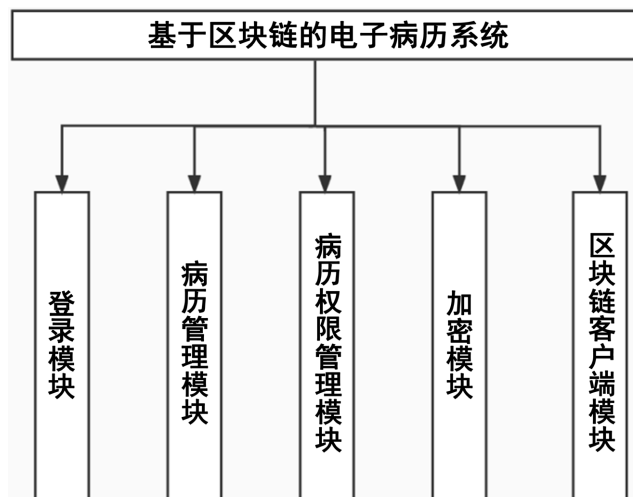 基于区块链的电子病历系统
登录模块
病历管理模块
病历权限管理模块
加密模块
区块链客户端模块